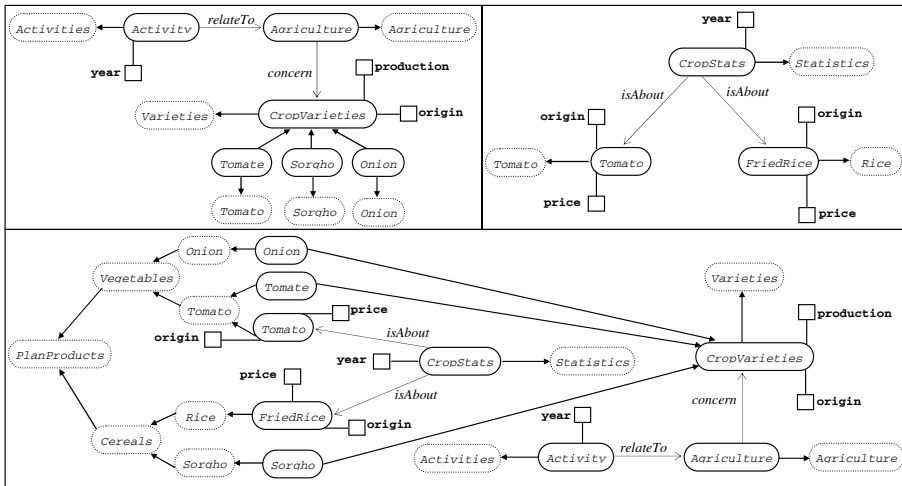 relateTo
Activities
Activity
Agriculture
Agriculture
year
concern
production
Varieties
CropVarieties
origin
Tomate
Sorgho
Onion
Tomato
Sorgho
Onion
year
CropStats
Statistics
isAbout
isAbout
origin
origin
Tomato
Tomato
FriedRice
Rice
price
price
Onion
Onion
Vegetables
Varieties
Tomate
Tomato
price
Tomato
production
origin
isAbout
PlanProducts
year
CropStats
Statistics
CropVarieties
price
isAbout
Rice
FriedRice
concern
origin
origin
year
Cereals
relateTo
Sorgho
Sorgho
Activities
Activity
Agriculture
Agriculture